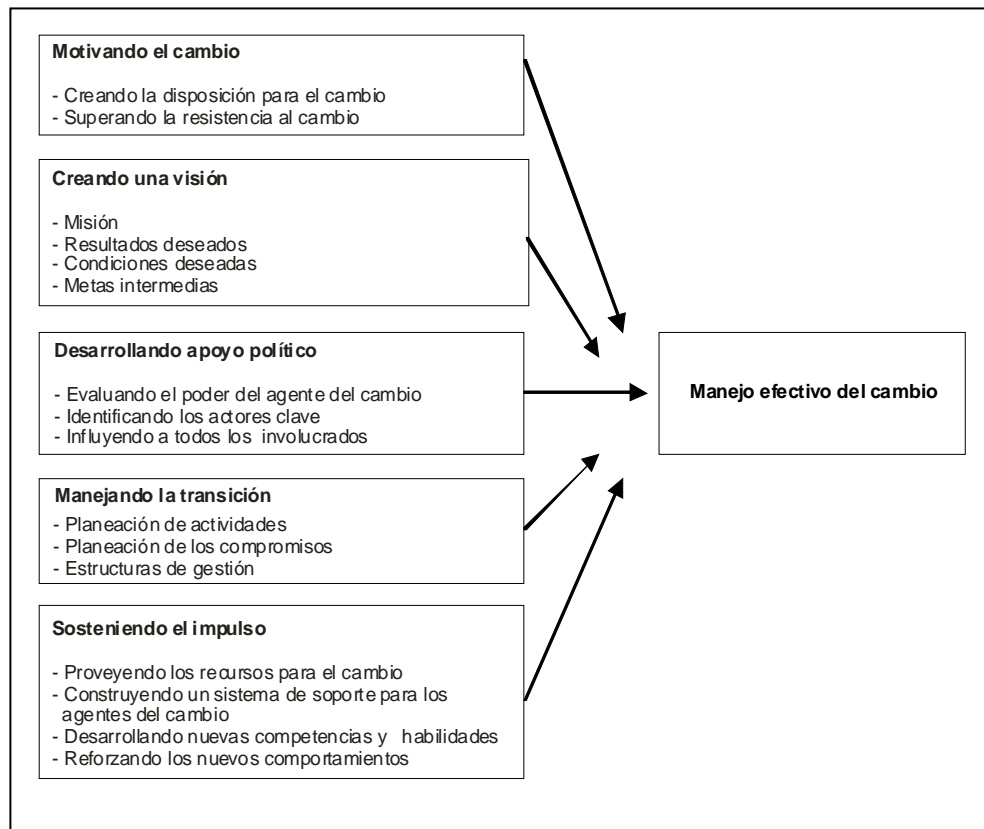 Motivando el cambio
- Creando la disposición para el cambio
- Superando la resistencia al cambio
Creando una visión
- Misión
- Resultados deseados
- Condiciones deseadas
- Metas intermedias
Desarrollando apoyo político
- Evaluando el poder del agente del cambio
- Identificando los actores clave
- Influyendo a todos los involucrados
Manejo efectivo del cambio
Manejando la transición
- Planeación de actividades
- Planeación de los compromisos
- Estructuras de gestión
Sosteniendo el impulso
- Proveyendo los recursos para el cambio
- Construyendo un sistema de soporte para los
agentes del cambio
- Desarrollando nuevas competencias y habilidades
- Reforzando los nuevos comportamientos